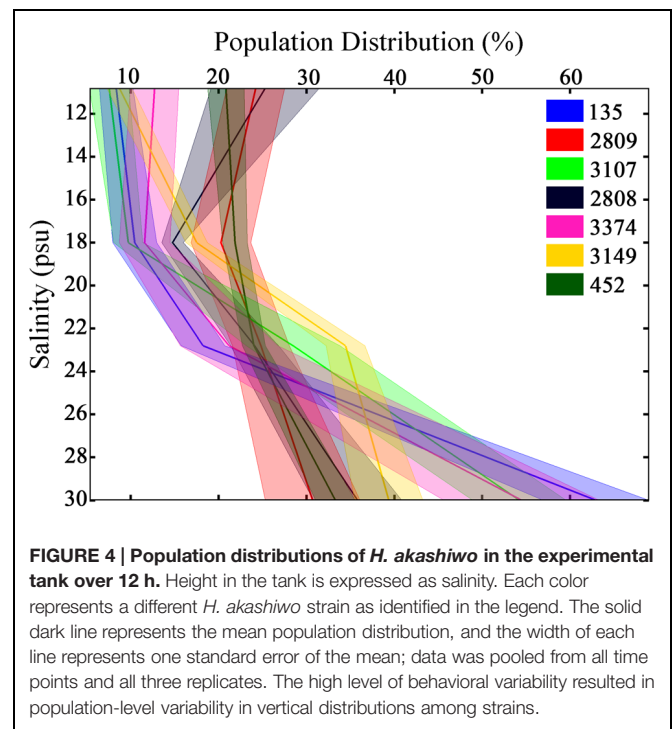 Population Distribution (%)
10 20 30 40 50 60
Salinity (psu)
12
14
16
18
20
22
24
26
28
30
135
2809
3107
2808
3374
3149
452
FIGURE 4 | Population distributions of H. akashiwo in the experimental
tank over 12 h. Height in the tank is expressed as salinity. Each color
represents a different H. akashiwo strain as identified in the legend. The solid
dark line represents the mean population distribution, and the width of each
line represents one standard error of the mean; data was pooled from all time
points and all three replicates. The high level of behavioral variability resulted in
population-level variability in vertical distributions among strains.